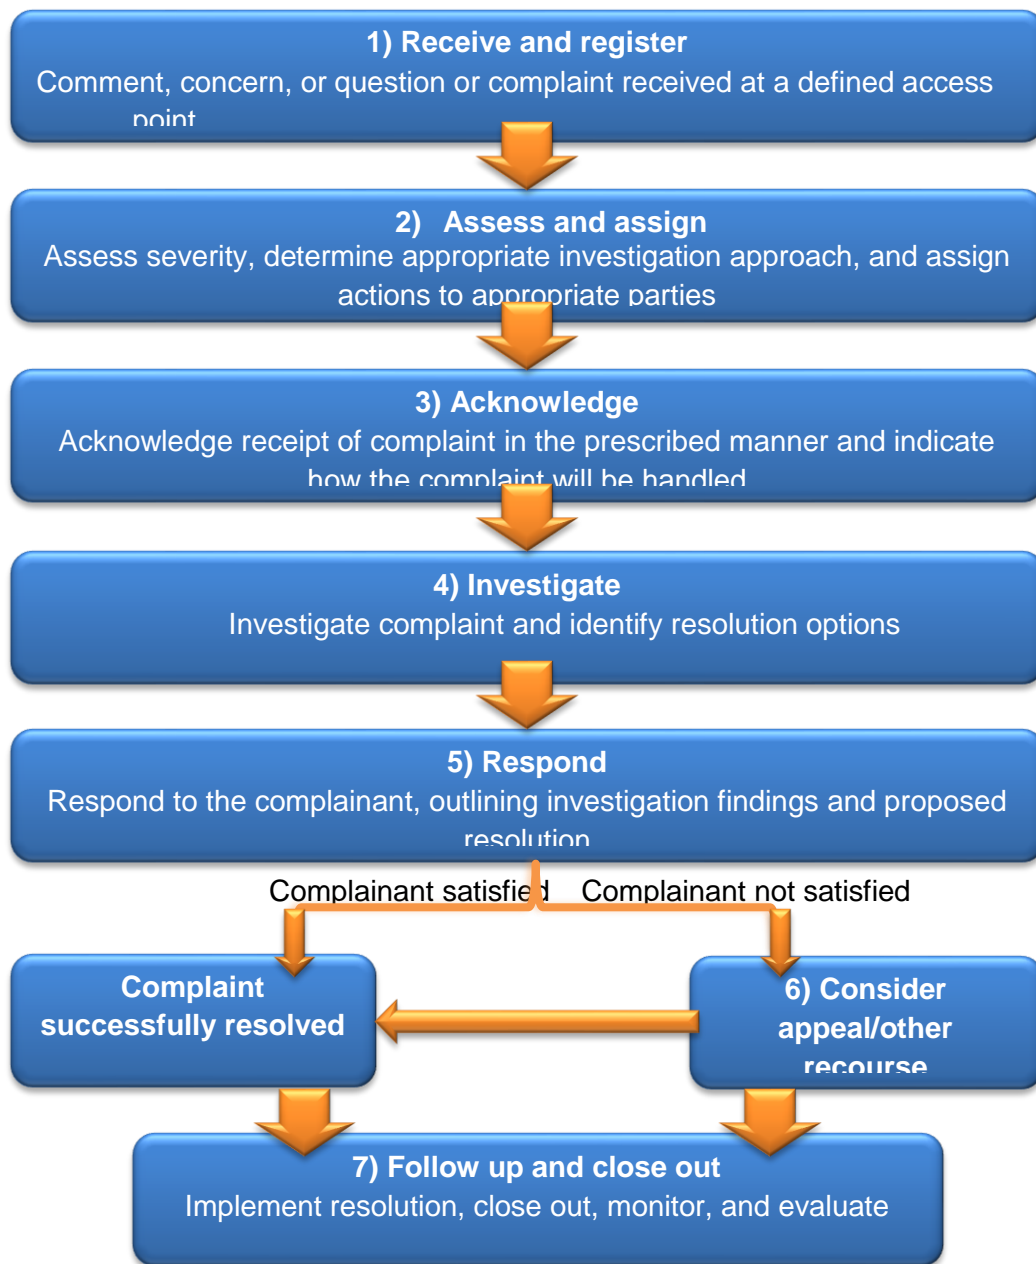 1) Receive and register
Comment, concern, or question or complaint received at a defined access
point
2) Assess and assign
Assess severity, determine appropriate investigation approach, and assign
actions to appropriate parties
3) Acknowledge
Acknowledge receipt of complaint in the prescribed manner and indicate
how the complaint will be handled
4) Investigate
Investigate complaint and identify resolution options
5) Respond
Respond to the complainant, outlining investigation findings and proposed
resolution
Complainant satisfied
Complainant not satisfied
Complaint
successfully resolved
6) Consider
appeal/other
recourse
7) Follow up and close out
Implement resolution, close out, monitor, and evaluate